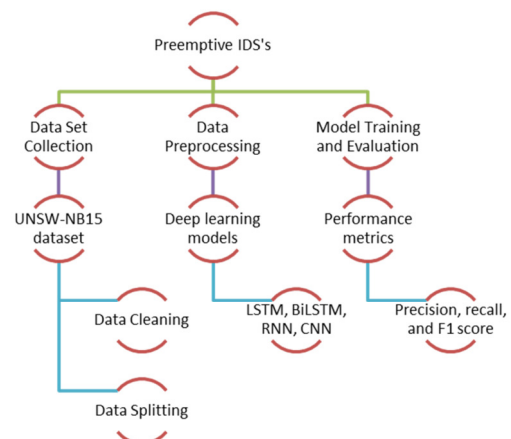 Preemptive IDS's
Data Set
Collection
Data
Preprocessing
Model Training
and Evaluation
UNSW-NB15
dataset
Deep learning
models
Performance
metrics
Data Cleaning
LSTM, BiLSTM,
RNN, CNN
Precision, recall,
and F1 score
Data Splitting